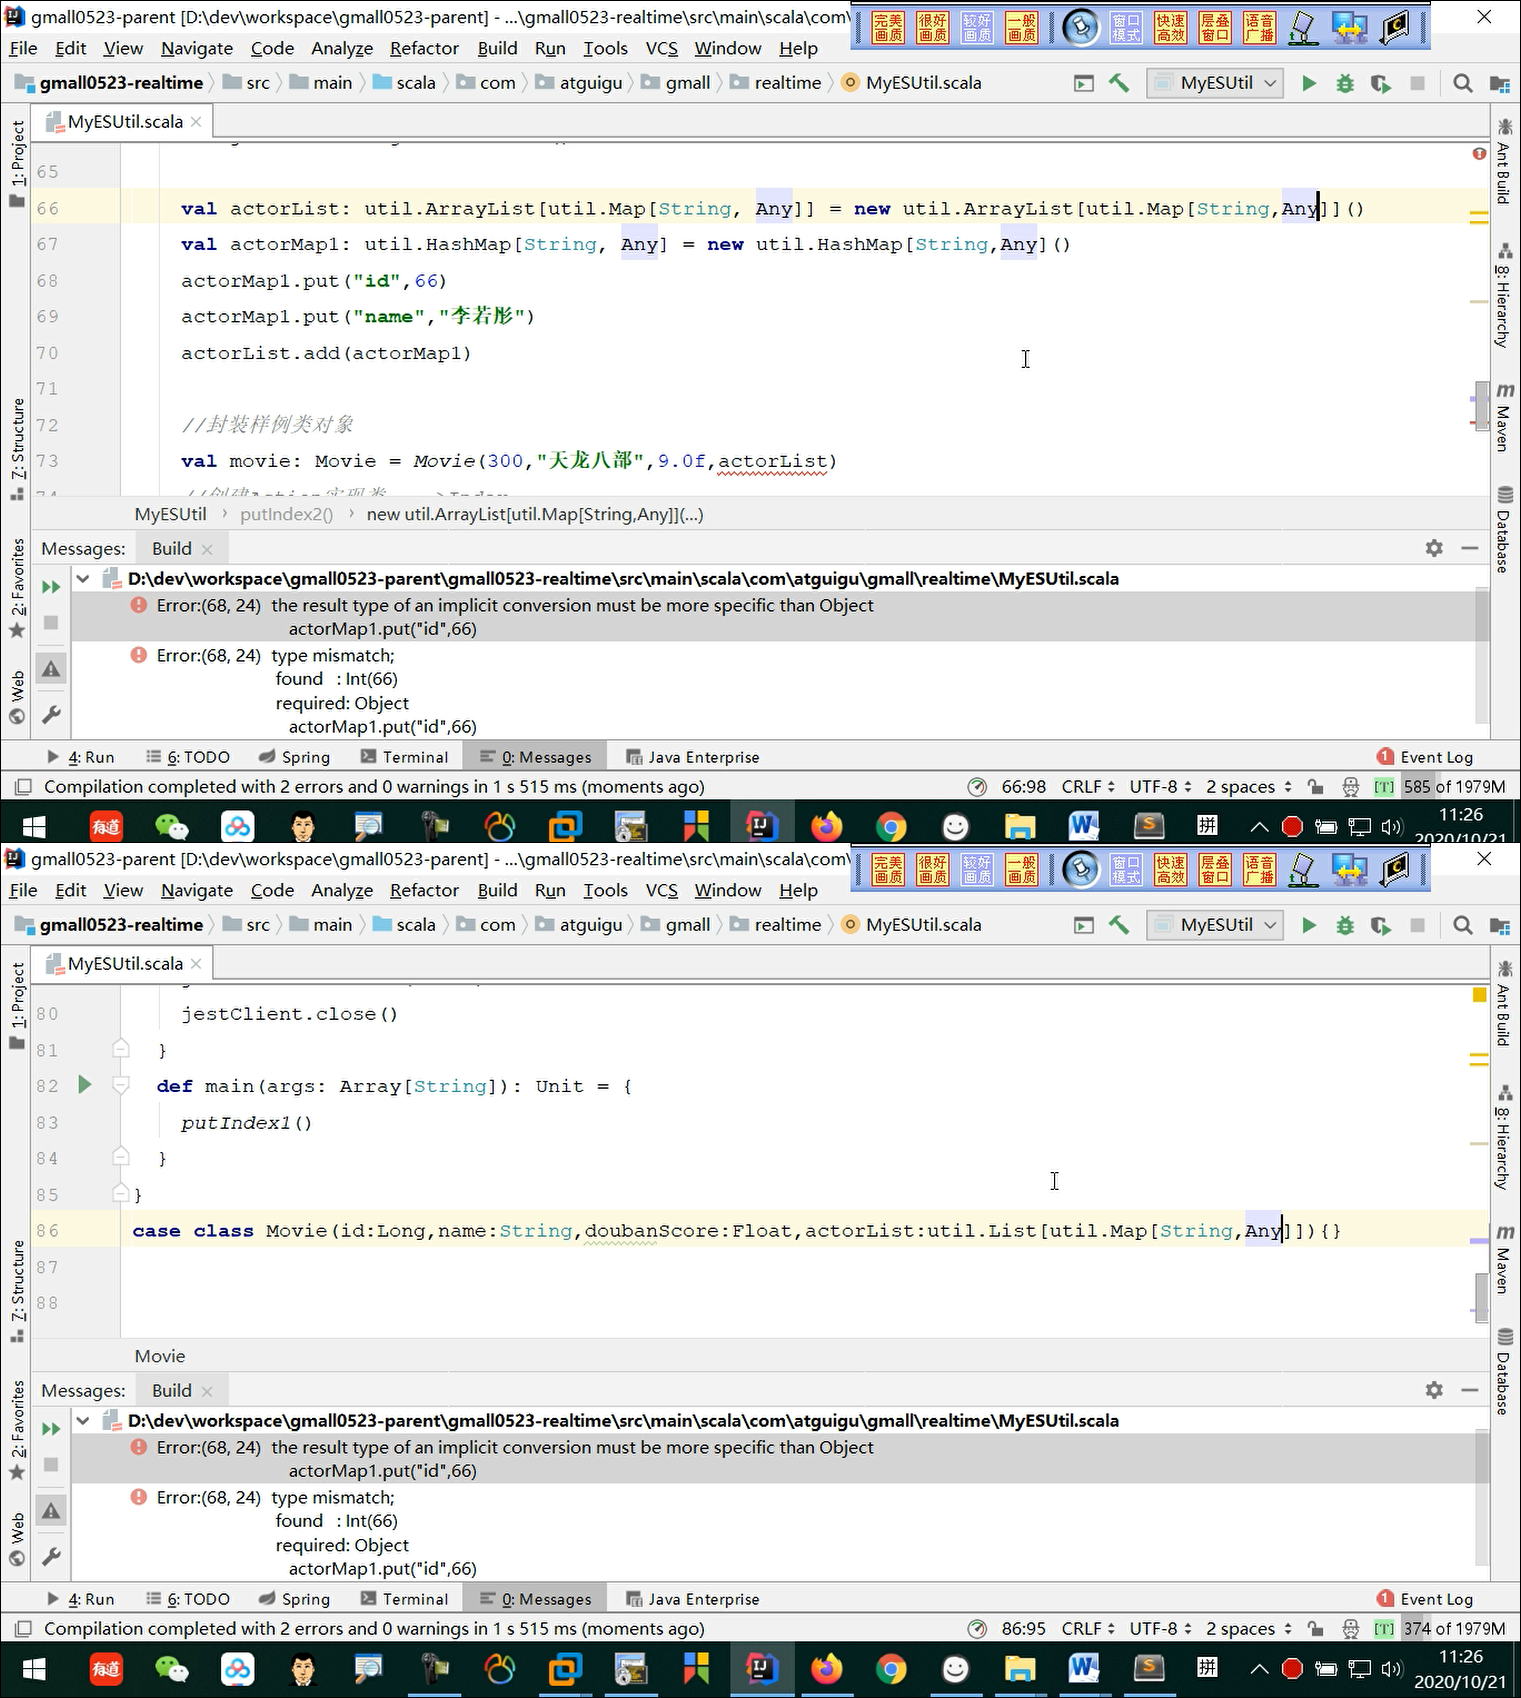 gmall0523-parent [D:\dev\workspace\gmall0523-parent] - ...\gmall0523-realtime\src\main\scala\com\
完美画质 很好画质 较好画质 一般画质 窗口模式 快速高效 层叠窗口 语音广播
File Edit View Navigate Code Analyze Refactor Build Run Tools VCS Window Help
gmall0523-realtime src main scala com atguigu gmall realtime MyESUtil.scala MyESUtil
MyESUtil.scala
1: Project
7: Structure
2: Favorites
Web
Ant Build
8: Hierarchy
Maven
Database
65
66 val actorList: util.ArrayList[util.Map[String, Any]] = new util.ArrayList[util.Map[String,Any]]()
67 val actorMap1: util.HashMap[String, Any] = new util.HashMap[String,Any]()
68 actorMap1.put("id",66)
69 actorMap1.put("name","李若彤")
70 actorList.add(actorMap1)
71
72 //封装样例类对象
73 val movie: Movie = Movie(300,"天龙八部",9.0f,actorList)
MyESUtil putIndex2() new util.ArrayList[util.Map[String,Any]](...)
Messages: Build
D:\dev\workspace\gmall0523-parent\gmall0523-realtime\src\main\scala\com\atguigu\gmall\realtime\MyESUtil.scala
Error:(68, 24) the result type of an implicit conversion must be more specific than Object
actorMap1.put("id",66)
Error:(68, 24) type mismatch;
found : Int(66)
required: Object
actorMap1.put("id",66)
4: Run 6: TODO Spring Terminal 0: Messages Java Enterprise 1 Event Log
Compilation completed with 2 errors and 0 warnings in 1 s 515 ms (moments ago) 66:98 CRLF UTF-8 2 spaces [T] 585 of 1979M
有道 拼 11:26
2020/10/21
gmall0523-parent [D:\dev\workspace\gmall0523-parent] - ...\gmall0523-realtime\src\main\scala\com\
完美画质 很好画质 较好画质 一般画质 窗口模式 快速高效 层叠窗口 语音广播
File Edit View Navigate Code Analyze Refactor Build Run Tools VCS Window Help
gmall0523-realtime src main scala com atguigu gmall realtime MyESUtil.scala MyESUtil
MyESUtil.scala
1: Project
7: Structure
2: Favorites
Web
Ant Build
8: Hierarchy
Maven
Database
80 jestClient.close()
81 }
82 def main(args: Array[String]): Unit = {
83 putIndex1()
84 }
85 }
86 case class Movie(id:Long,name:String,doubanScore:Float,actorList:util.List[util.Map[String,Any]]){}
87
88
Movie
Messages: Build
D:\dev\workspace\gmall0523-parent\gmall0523-realtime\src\main\scala\com\atguigu\gmall\realtime\MyESUtil.scala
Error:(68, 24) the result type of an implicit conversion must be more specific than Object
actorMap1.put("id",66)
Error:(68, 24) type mismatch;
found : Int(66)
required: Object
actorMap1.put("id",66)
4: Run 6: TODO Spring Terminal 0: Messages Java Enterprise 1 Event Log
Compilation completed with 2 errors and 0 warnings in 1 s 515 ms (moments ago) 86:95 CRLF UTF-8 2 spaces [T] 374 of 1979M
有道 拼 11:26
2020/10/21